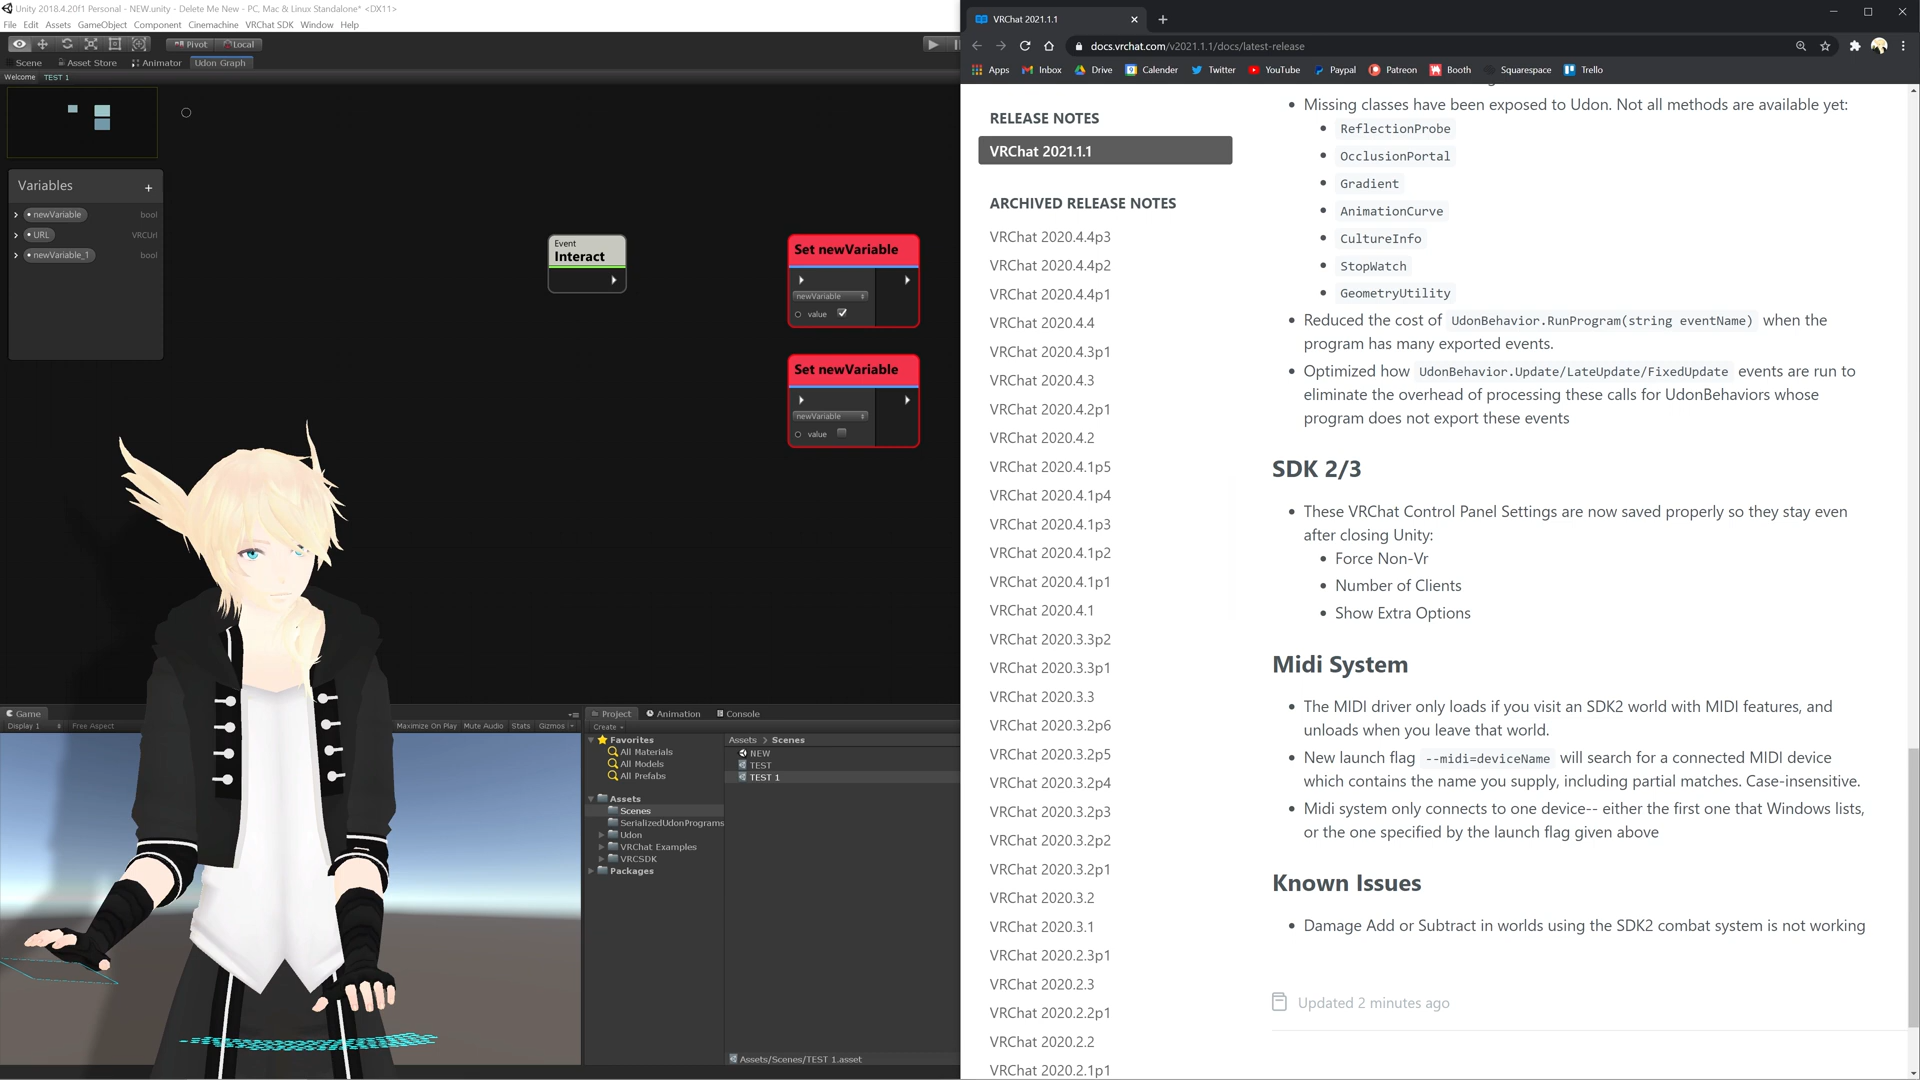 Unity 2018.4.20f1 Personal - NEW.unity - Delete Me New - PC, Mac & Linux Standalone* <DX11>
File Edit Assets GameObject Component Cinemachine VRChat SDK Window Help
Pivot Local
Scene Asset Store Animator Udon Graph
Welcome TEST 1
Variables +
newVariable bool
URL VRCUrl
newVariable_1 bool
Event
Interact
Set newVariable
newVariable
value
Set newVariable
newVariable
value
Game
Display 1 Free Aspect Maximize On Play Mute Audio Stats Gizmos
Project Animation Console
Create
Favorites
All Materials
All Models
All Prefabs
Assets
Scenes
SerializedUdonPrograms
Udon
VRChat Examples
VRCSDK
Packages
Assets > Scenes
NEW
TEST
TEST 1
Assets/Scenes/TEST 1.asset
VRChat 2021.1.1
docs.vrchat.com/v2021.1.1/docs/latest-release
Apps Inbox Drive Calender Twitter YouTube Paypal Patreon Booth Squarespace Trello
RELEASE NOTES
VRChat 2021.1.1
ARCHIVED RELEASE NOTES
VRChat 2020.4.4p3
VRChat 2020.4.4p2
VRChat 2020.4.4p1
VRChat 2020.4.4
VRChat 2020.4.3p1
VRChat 2020.4.3
VRChat 2020.4.2p1
VRChat 2020.4.2
VRChat 2020.4.1p5
VRChat 2020.4.1p4
VRChat 2020.4.1p3
VRChat 2020.4.1p2
VRChat 2020.4.1p1
VRChat 2020.4.1
VRChat 2020.3.3p2
VRChat 2020.3.3p1
VRChat 2020.3.3
VRChat 2020.3.2p6
VRChat 2020.3.2p5
VRChat 2020.3.2p4
VRChat 2020.3.2p3
VRChat 2020.3.2p2
VRChat 2020.3.2p1
VRChat 2020.3.2
VRChat 2020.3.1
VRChat 2020.2.3p1
VRChat 2020.2.3
VRChat 2020.2.2p1
VRChat 2020.2.2
VRChat 2020.2.1p1
Missing classes have been exposed to Udon. Not all methods are available yet:
ReflectionProbe
OcclusionPortal
Gradient
AnimationCurve
CultureInfo
StopWatch
GeometryUtility
Reduced the cost of UdonBehavior.RunProgram(string eventName) when the
program has many exported events.
Optimized how UdonBehavior.Update/LateUpdate/FixedUpdate events are run to
eliminate the overhead of processing these calls for UdonBehaviors whose
program does not export these events
SDK 2/3
These VRChat Control Panel Settings are now saved properly so they stay even
after closing Unity:
Force Non-Vr
Number of Clients
Show Extra Options
Midi System
The MIDI driver only loads if you visit an SDK2 world with MIDI features, and
unloads when you leave that world.
New launch flag --midi=deviceName will search for a connected MIDI device
which contains the name you supply, including partial matches. Case-insensitive.
Midi system only connects to one device-- either the first one that Windows lists,
or the one specified by the launch flag given above
Known Issues
Damage Add or Subtract in worlds using the SDK2 combat system is not working
Updated 2 minutes ago